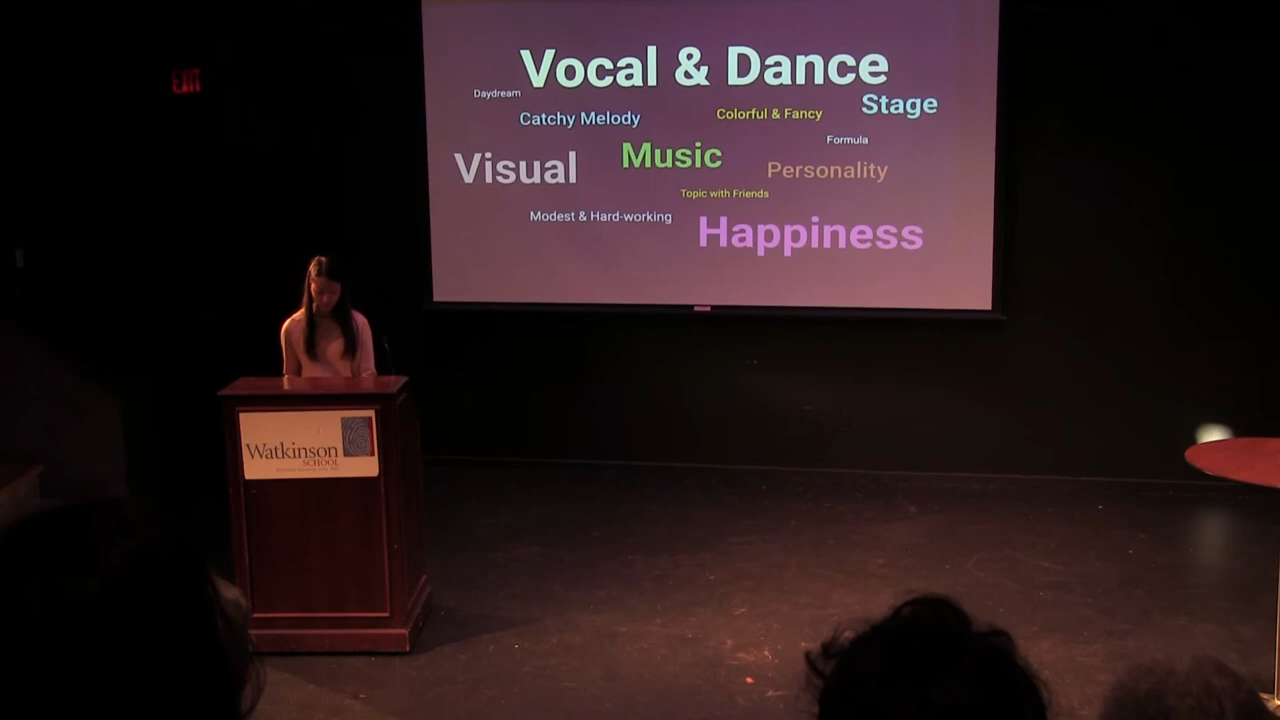 EXIT
Vocal & Dance
Daydream
Stage
Catchy Melody
Colorful & Fancy
Formula
Visual
Music
Personality
Topic with Friends
Modest & Hard-working
Happiness
Watkinson
SCHOOL